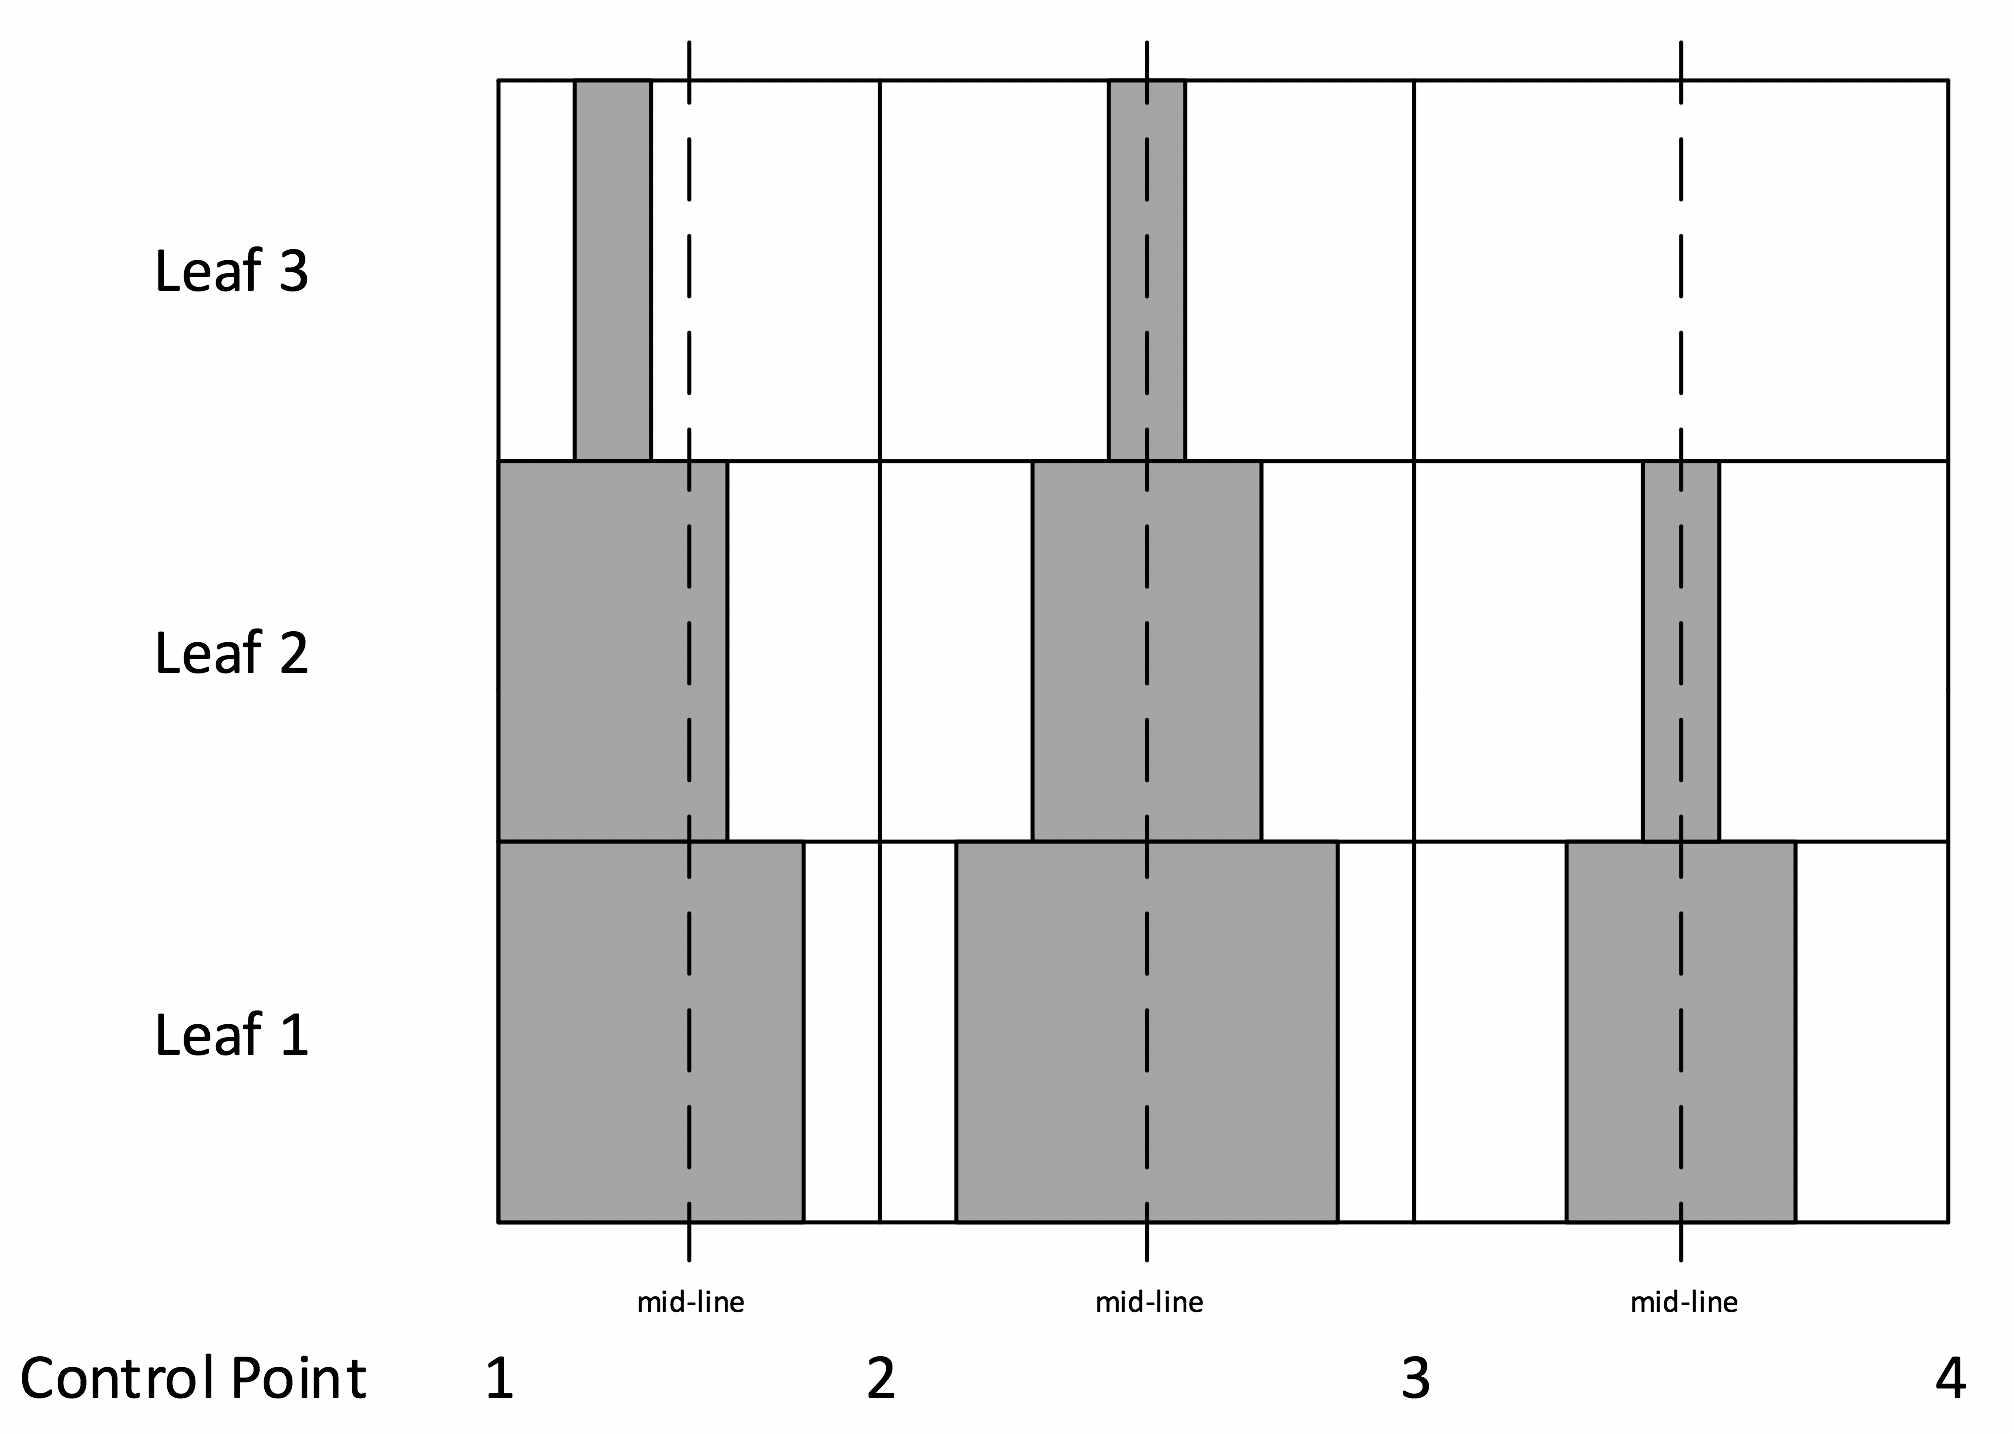 Leaf 3
Leaf 2
Leaf 1
mid-line mid-line mid-line
Control Point 1 2 3 4